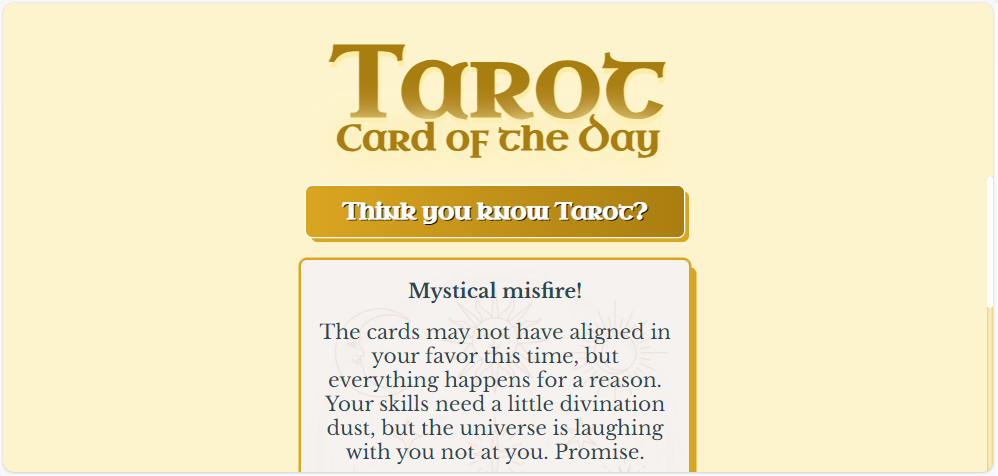 Tarot
Card of the Day
Think you know Tarot?
Mystical misfire!
The cards may not have aligned in
your favor this time, but
everything happens for a reason.
Your skills need a little divination
dust, but the universe is laughing
with you not at you. Promise.